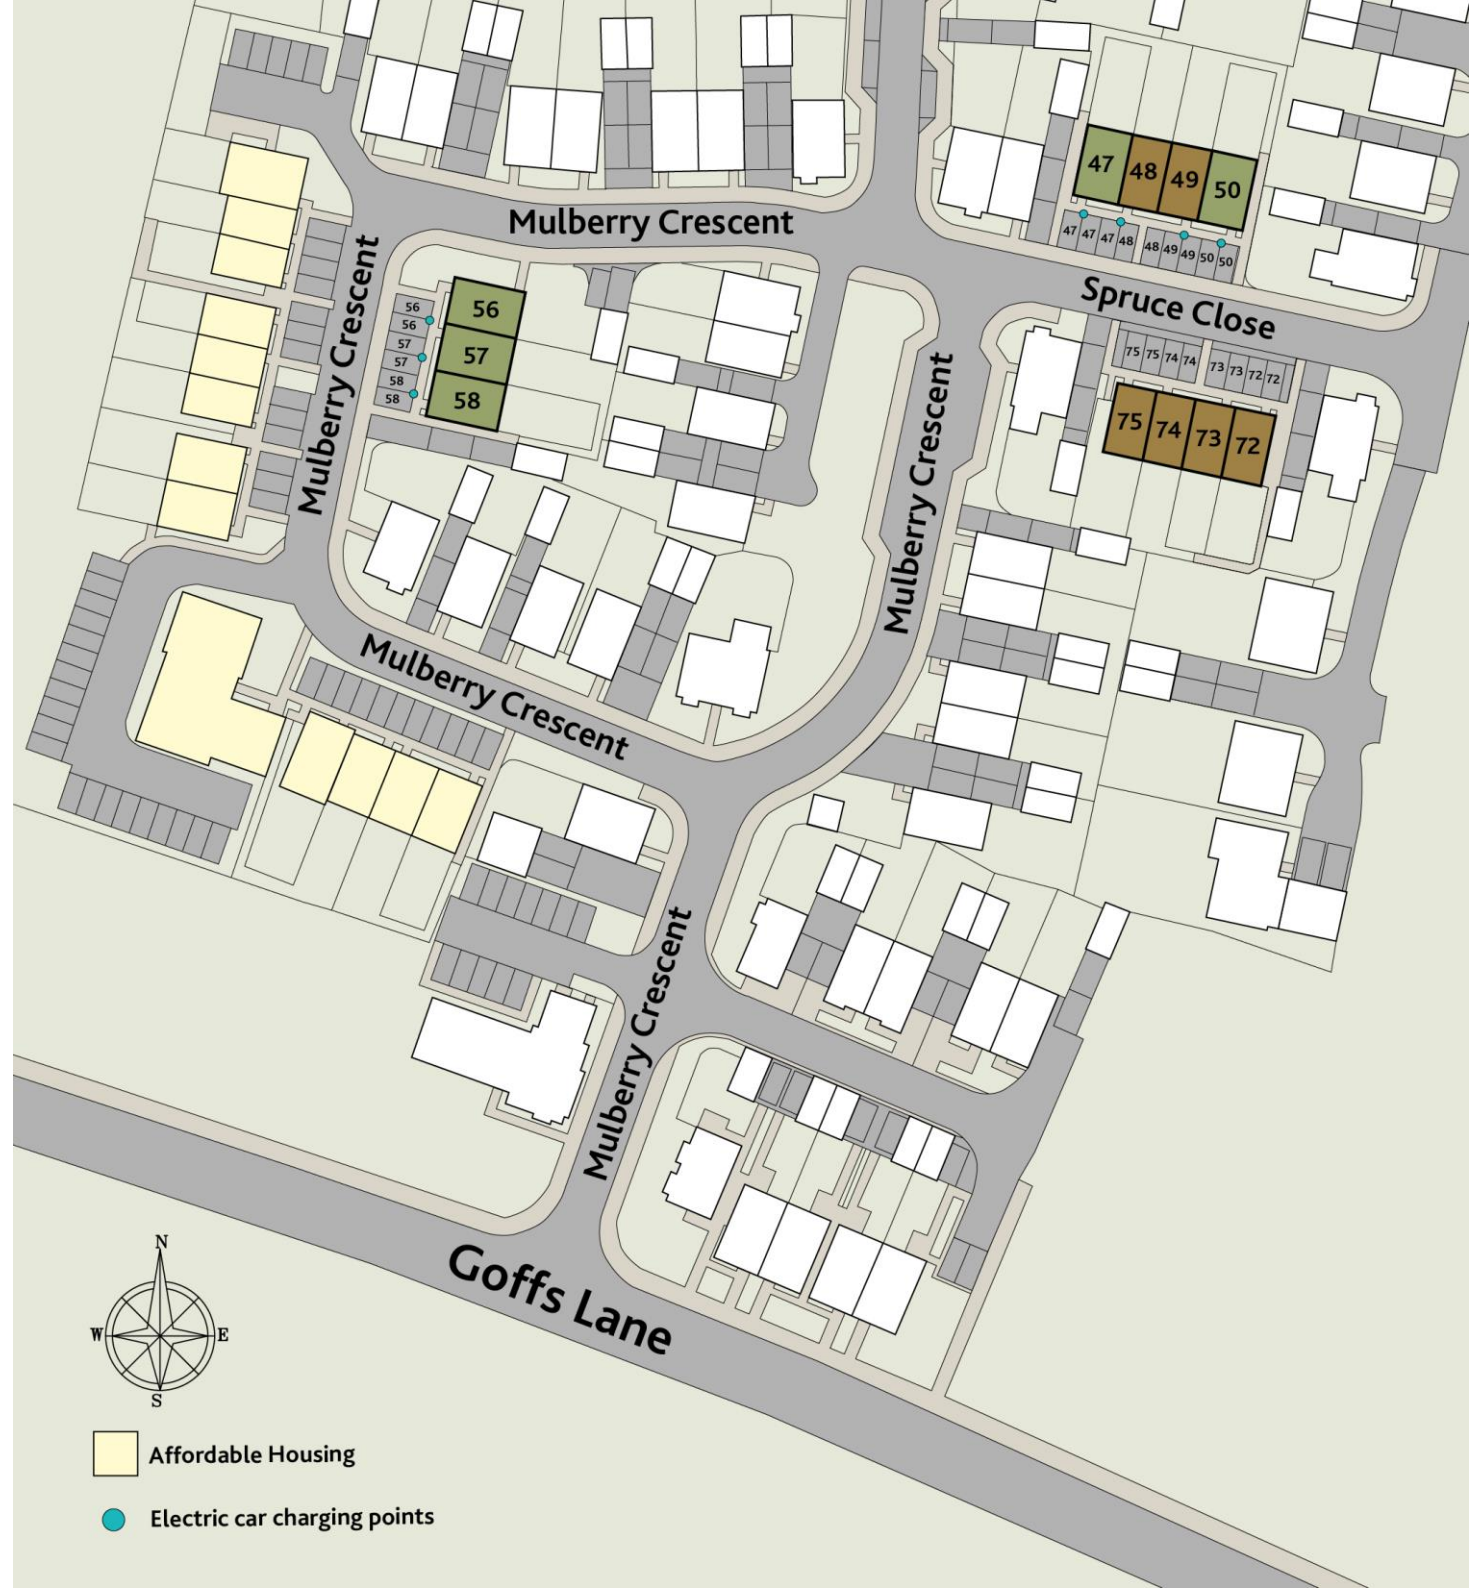 47
48
49
50
47 47 47 48 48 49 49 50 50
Mulberry Crescent
Spruce Close
Mulberry Crescent
56
56
57
57
58
58
56
57
58
75 75 74 74 73 73 72 72
75 74 73 72
Mulberry Crescent
Mulberry Crescent
Mulberry Crescent
Goffs Lane
N
W E
S
Affordable Housing
Electric car charging points